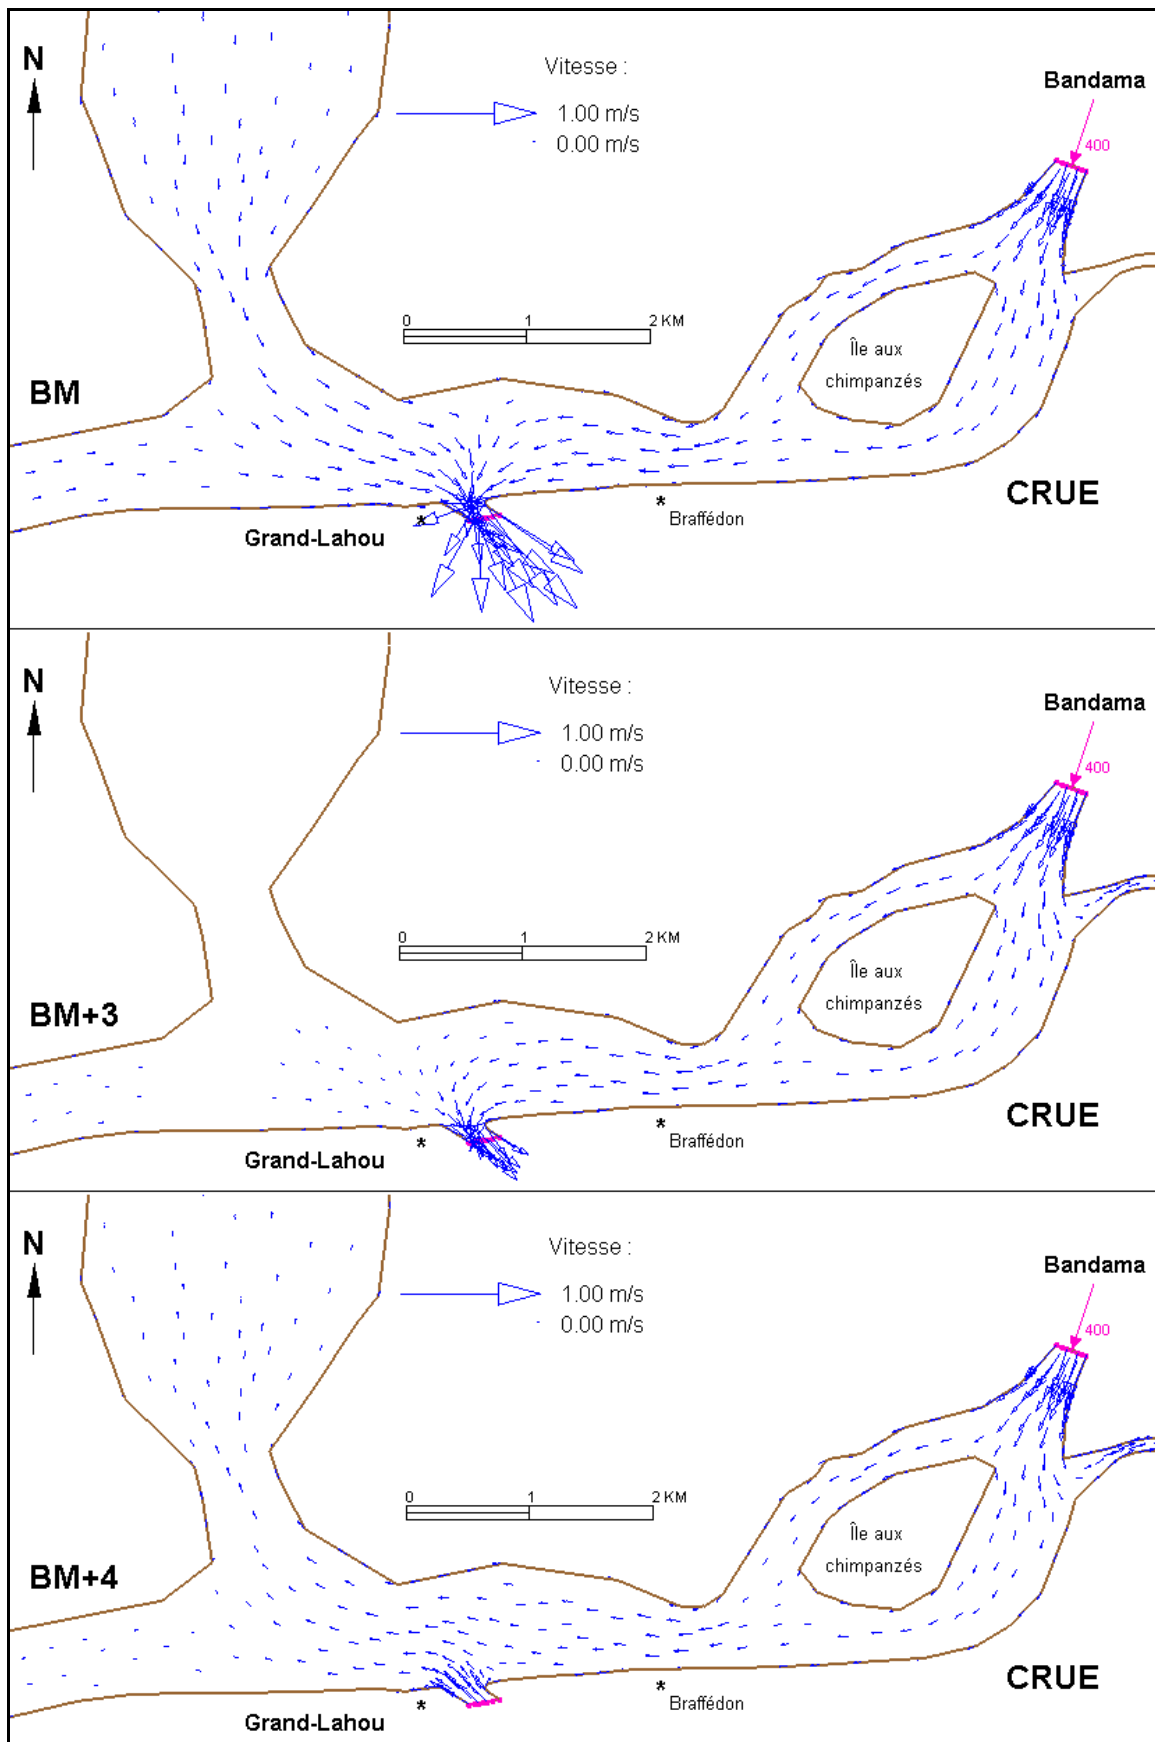 N
Vitesse :
1.00 m/s
0.00 m/s
Bandama
400
0 1 2 KM
Île aux
chimpanzés
BM
CRUE
*
*
Braffédon
Grand-Lahou
N
Vitesse :
1.00 m/s
0.00 m/s
Bandama
400
0 1 2 KM
Île aux
chimpanzés
BM+3
CRUE
*
*
Braffédon
Grand-Lahou
N
Vitesse :
1.00 m/s
0.00 m/s
Bandama
400
0 1 2 KM
Île aux
chimpanzés
BM+4
CRUE
*
*
Braffédon
Grand-Lahou